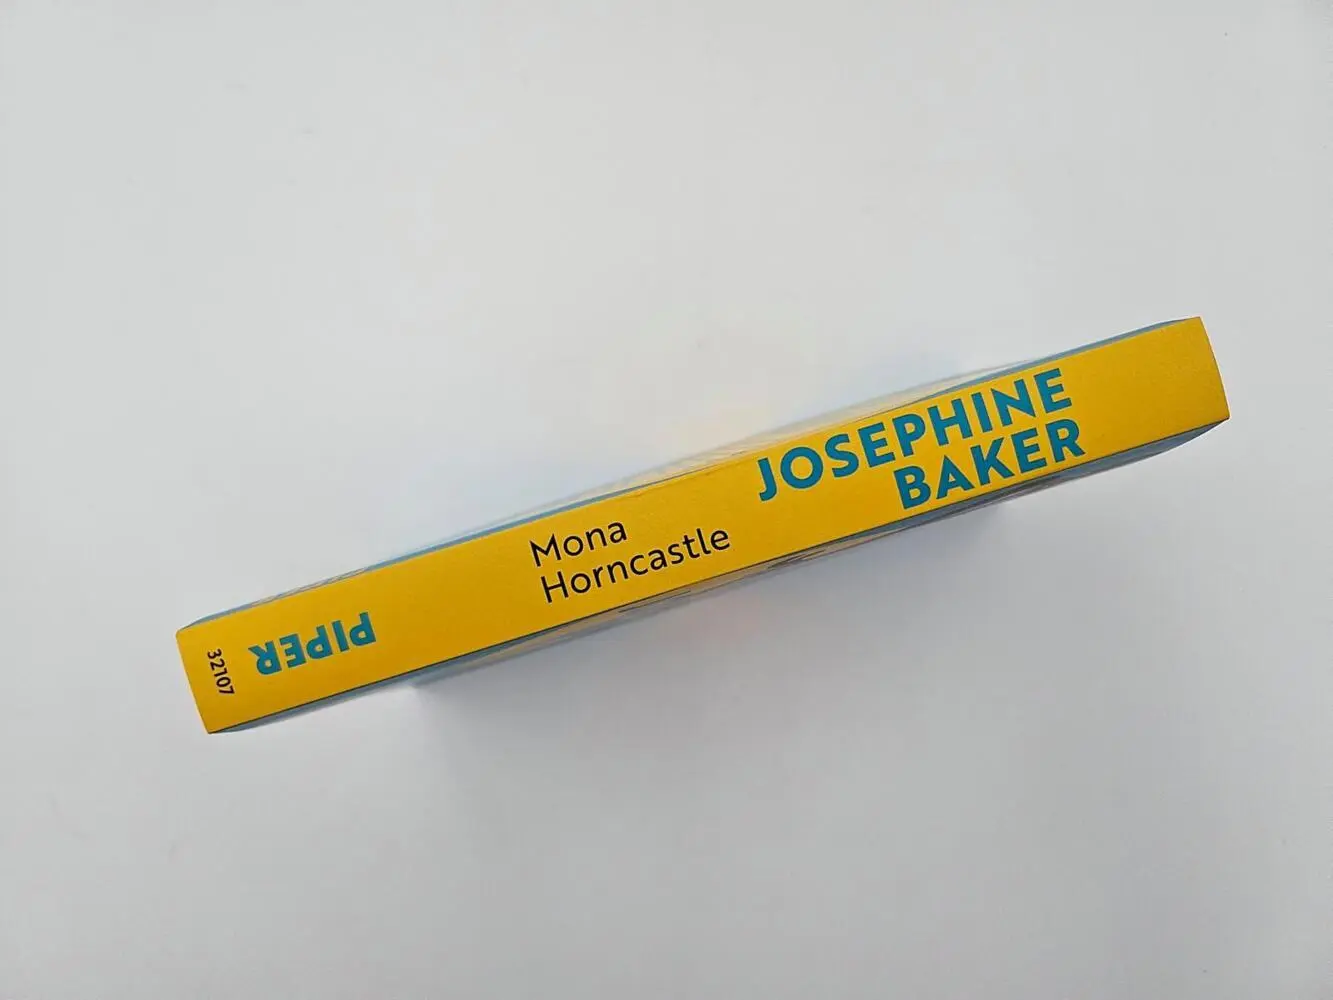 Mona
Horncastle
JOSEPHINE
BAKER
PIPER
32107